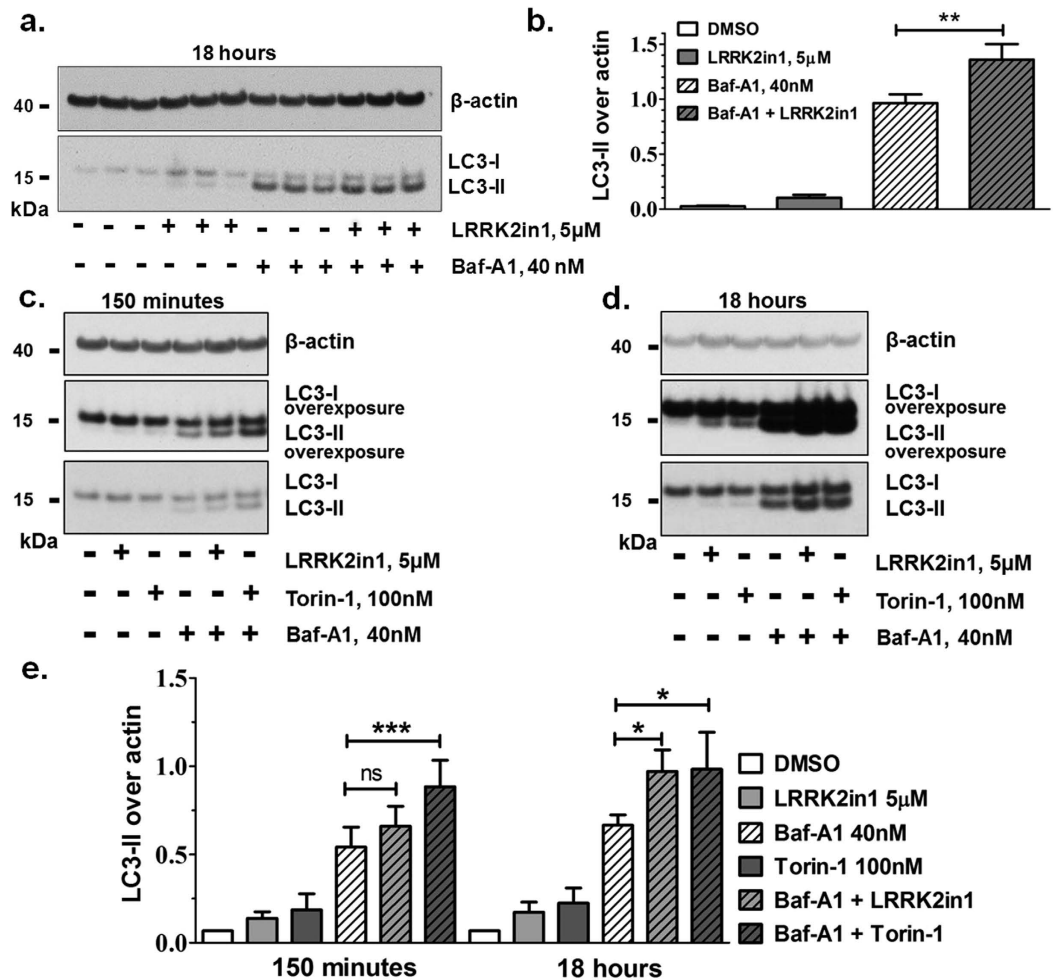 a.
18 hours
40
β-actin
LC3-I
15
LC3-II
kDa
- - - + + + - - - + + + LRRK2in1, 5μM
- - - - - - + + + + + + Baf-A1, 40 nM
b.
LC3-II over actin
1.5
1.0
0.5
0.0
DMSO
LRRK2in1, 5μM
Baf-A1, 40nM
Baf-A1 + LRRK2in1
**
c.
150 minutes
40
β-actin
LC3-I
overexposure
15
LC3-II
overexposure
LC3-I
15
LC3-II
kDa
- + - - + - LRRK2in1, 5μM
- - + - - + Torin-1, 100nM
- - - + + + Baf-A1, 40nM
d.
18 hours
40
β-actin
LC3-I
overexposure
15
LC3-II
overexposure
LC3-I
15
LC3-II
kDa
- + - - + - LRRK2in1, 5μM
- - + - - + Torin-1, 100nM
- - - + + + Baf-A1, 40nM
e.
LC3-II over actin
1.5
1.0
0.5
0.0
ns
***
*
*
150 minutes
18 hours
DMSO
LRRK2in1 5μM
Baf-A1 40nM
Torin-1 100nM
Baf-A1 + LRRK2in1
Baf-A1 + Torin-1